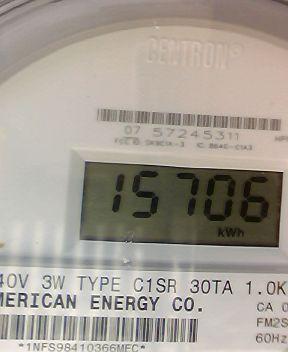 CENTRON®
07 57245311
15706
kWh
40V 3W TYPE C1SR 30TA 1.0K
MERICAN ENERGY CO.
CA 0
FM2S
60Hz
*1NFS98410366MEC*